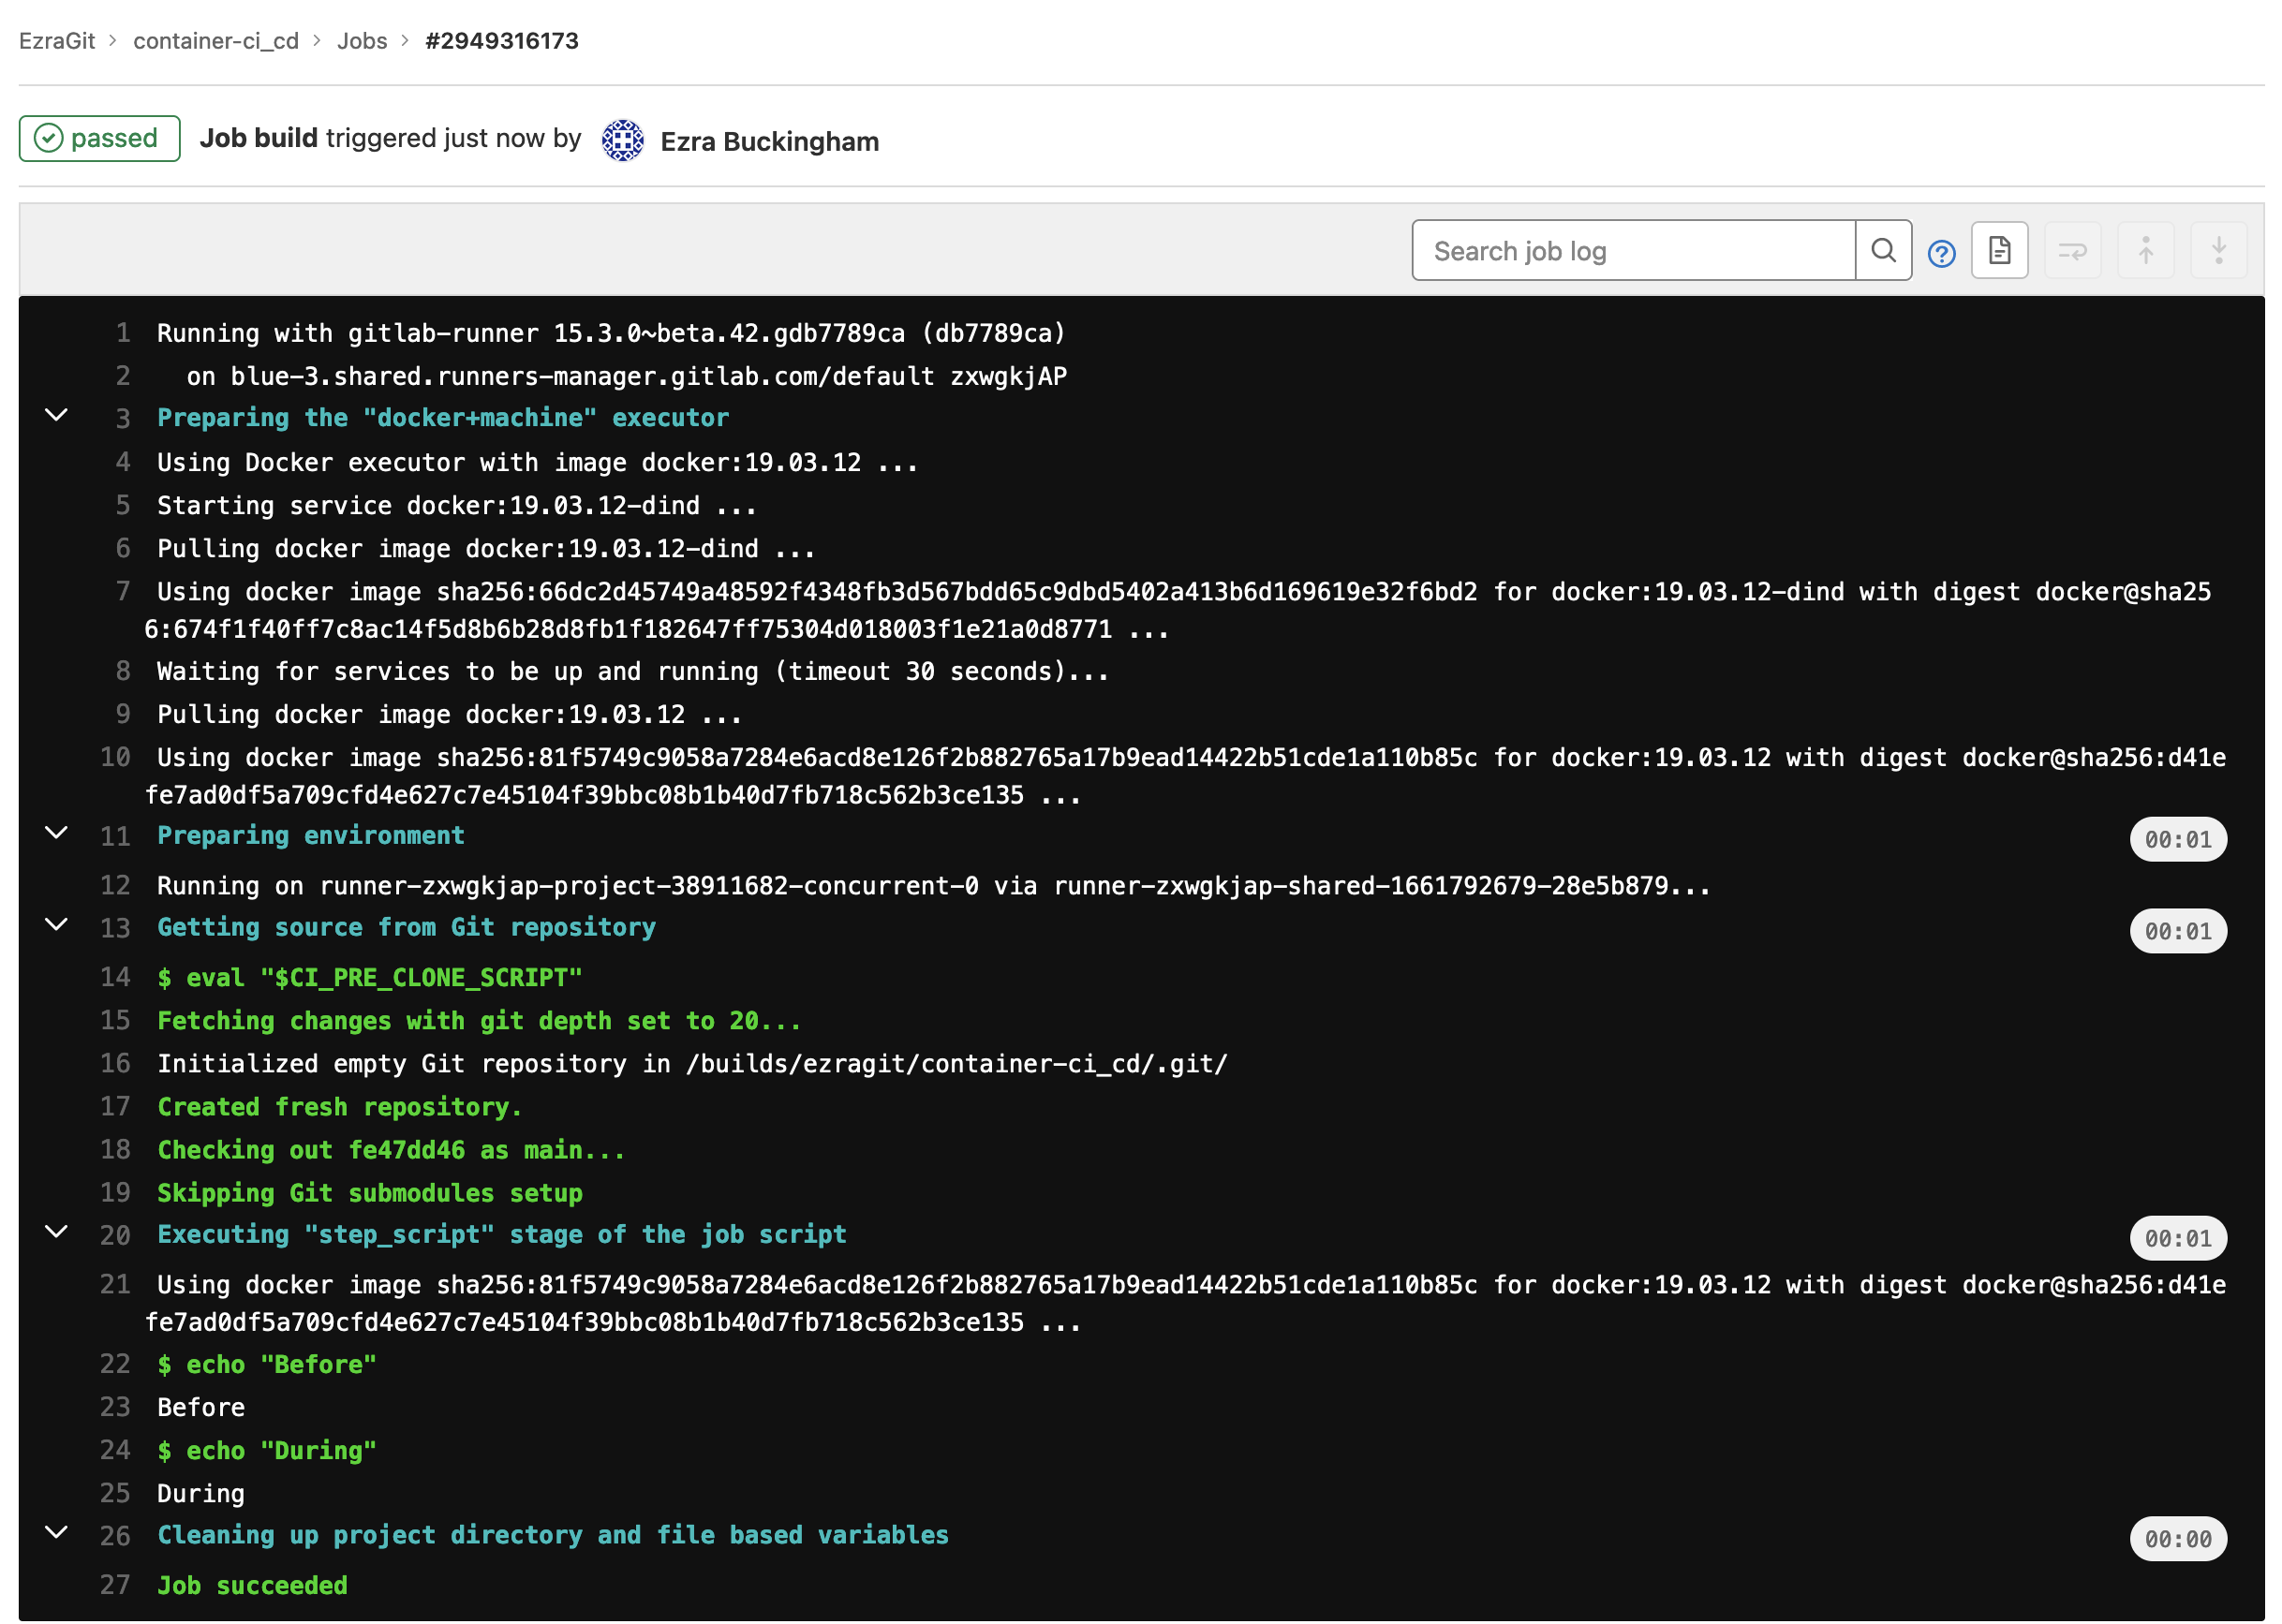 EzraGit > container-ci_cd > Jobs > #2949316173
passed Job build triggered just now by Ezra Buckingham
Search job log
1 Running with gitlab-runner 15.3.0~beta.42.gdb7789ca (db7789ca)
2 on blue-3.shared.runners-manager.gitlab.com/default zxwgkjAP
3 Preparing the "docker+machine" executor
4 Using Docker executor with image docker:19.03.12 ...
5 Starting service docker:19.03.12-dind ...
6 Pulling docker image docker:19.03.12-dind ...
7 Using docker image sha256:66dc2d45749a48592f4348fb3d567bdd65c9dbd5402a413b6d169619e32f6bd2 for docker:19.03.12-dind with digest docker@sha25
6:674f1f40ff7c8ac14f5d8b6b28d8fb1f182647ff75304d018003f1e21a0d8771 ...
8 Waiting for services to be up and running (timeout 30 seconds)...
9 Pulling docker image docker:19.03.12 ...
10 Using docker image sha256:81f5749c9058a7284e6acd8e126f2b882765a17b9ead14422b51cde1a110b85c for docker:19.03.12 with digest docker@sha256:d41e
fe7ad0df5a709cfd4e627c7e45104f39bbc08b1b40d7fb718c562b3ce135 ...
11 Preparing environment 00:01
12 Running on runner-zxwgkjap-project-38911682-concurrent-0 via runner-zxwgkjap-shared-1661792679-28e5b879...
13 Getting source from Git repository 00:01
14 $ eval "$CI_PRE_CLONE_SCRIPT"
15 Fetching changes with git depth set to 20...
16 Initialized empty Git repository in /builds/ezragit/container-ci_cd/.git/
17 Created fresh repository.
18 Checking out fe47dd46 as main...
19 Skipping Git submodules setup
20 Executing "step_script" stage of the job script 00:01
21 Using docker image sha256:81f5749c9058a7284e6acd8e126f2b882765a17b9ead14422b51cde1a110b85c for docker:19.03.12 with digest docker@sha256:d41e
fe7ad0df5a709cfd4e627c7e45104f39bbc08b1b40d7fb718c562b3ce135 ...
22 $ echo "Before"
23 Before
24 $ echo "During"
25 During
26 Cleaning up project directory and file based variables 00:00
27 Job succeeded